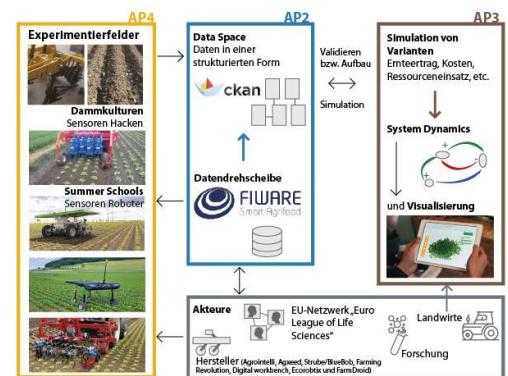 AP4
Experimentierfelder
Dammkulturen
Sensoren Hacken
Summer Schools
Sensoren Roboter
AP2
Data Space
Daten in einer
strukturierten Form
ckan
Datendrehscheibe
FIWARE
Smart Agrifood
Validieren
bzw. Aufbau
Simulation
AP3
Simulation von
Varianten
Ernteertrag, Kosten,
Ressourceneinsatz, etc.
System Dynamics
+
-
+
und Visualisierung
Akteure
EU-Netzwerk „Euro
League of Life
Sciences"
Hersteller (Agrointelli, Agxeed, Strube/BlueBob, Farming
Revolution, Digital workbench, Ecorobtix und FarmDroid)
Landwirte
Forschung